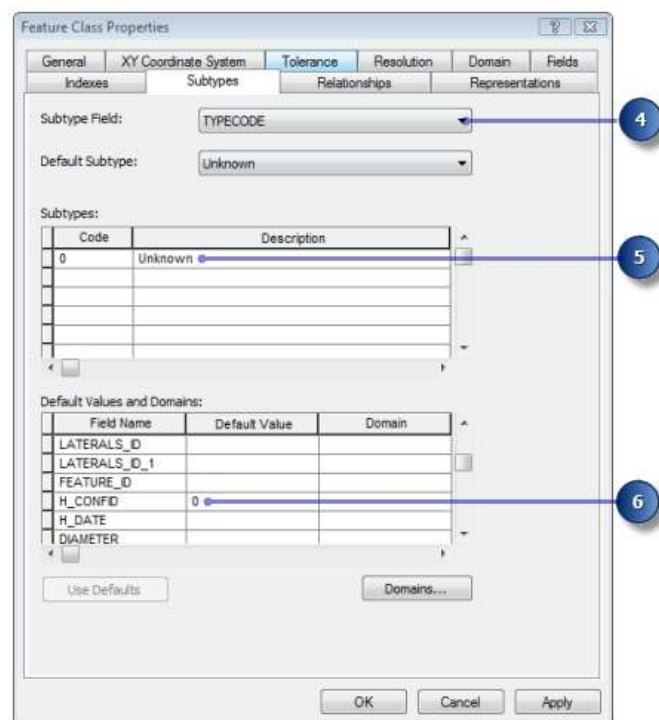 Feature Class Properties
General XY Coordinate System Tolerance Resolution Domain Fields
Indexes Subtypes Relationships Representations
Subtype Field: TYPECODE
4
Default Subtype: Unknown
Subtypes:
Code Description
0 Unknown
5
Default Values and Domains:
Field Name Default Value Domain
LATERALS_ID
LATERALS_ID_1
FEATURE_ID
H_CONFID 0
6
H_DATE
DIAMETER
Use Defaults Domains...
OK Cancel Apply